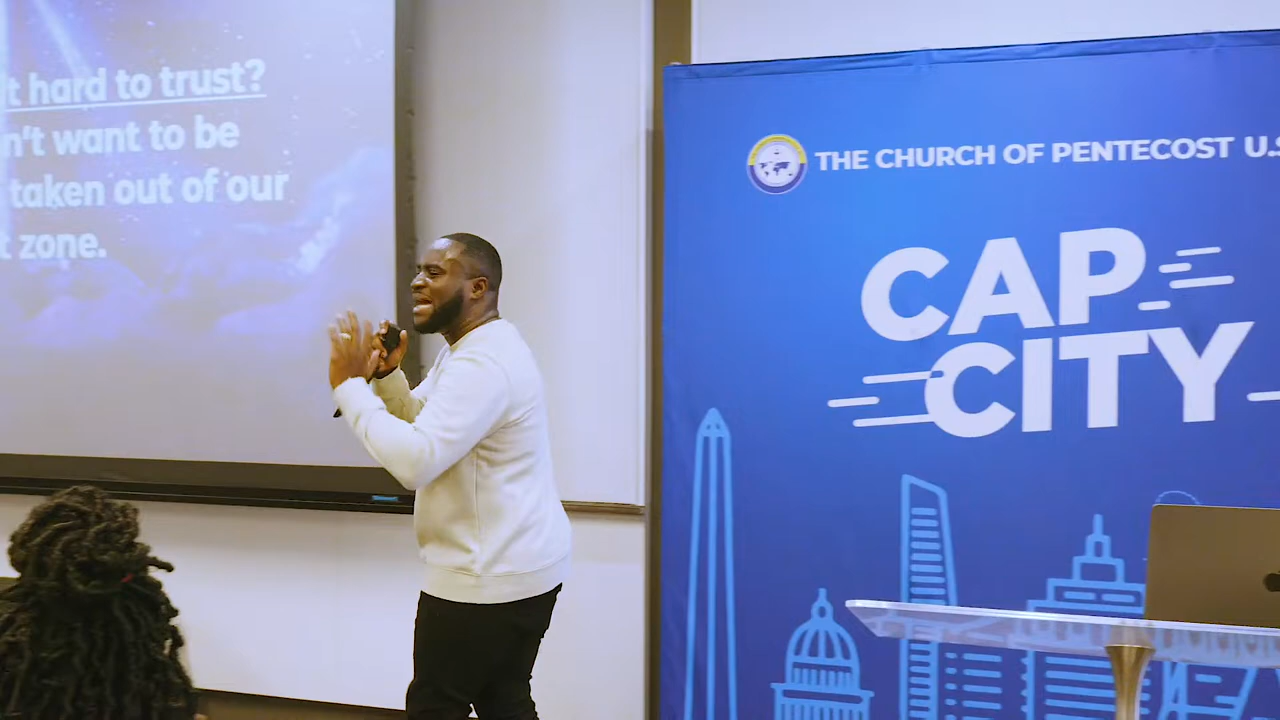 t hard to trust?
n't want to be
taken out of our
t zone.
THE CHURCH OF PENTECOST U.S
CAP
CITY